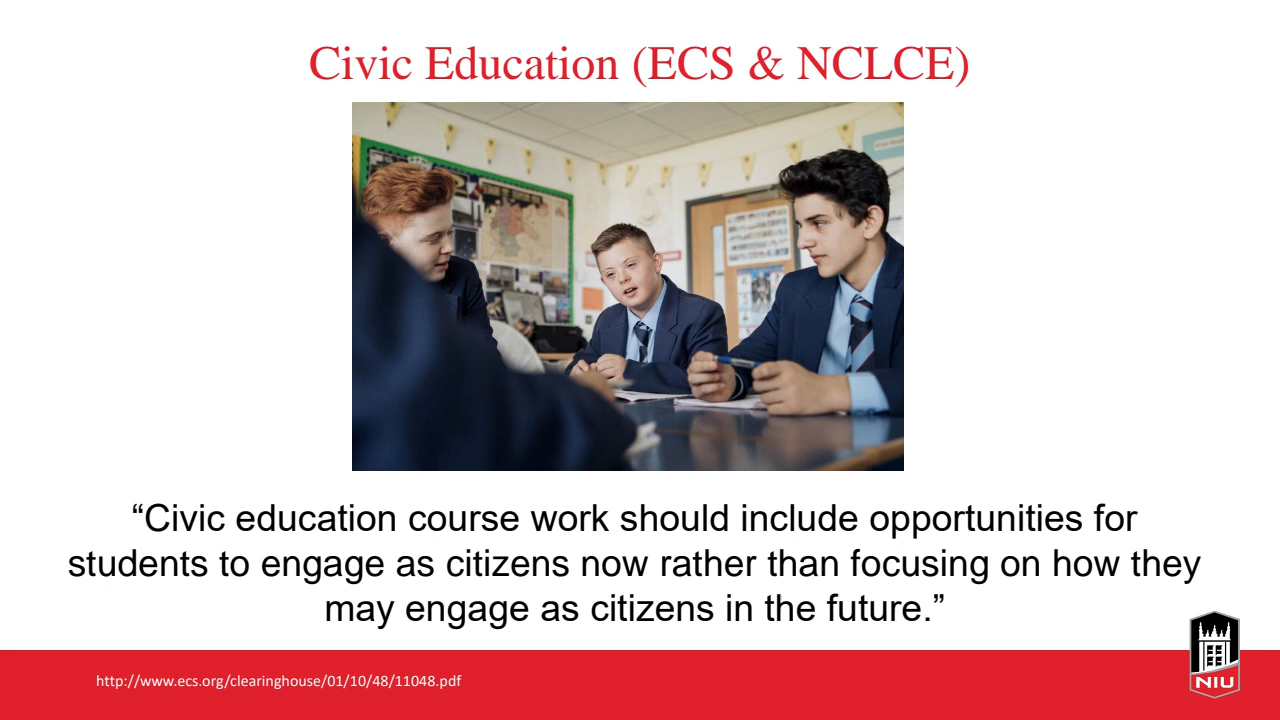 Civic Education (ECS & NCLCE)
“Civic education course work should include opportunities for
students to engage as citizens now rather than focusing on how they
may engage as citizens in the future.”
http://www.ecs.org/clearinghouse/01/10/48/11048.pdf
NIU